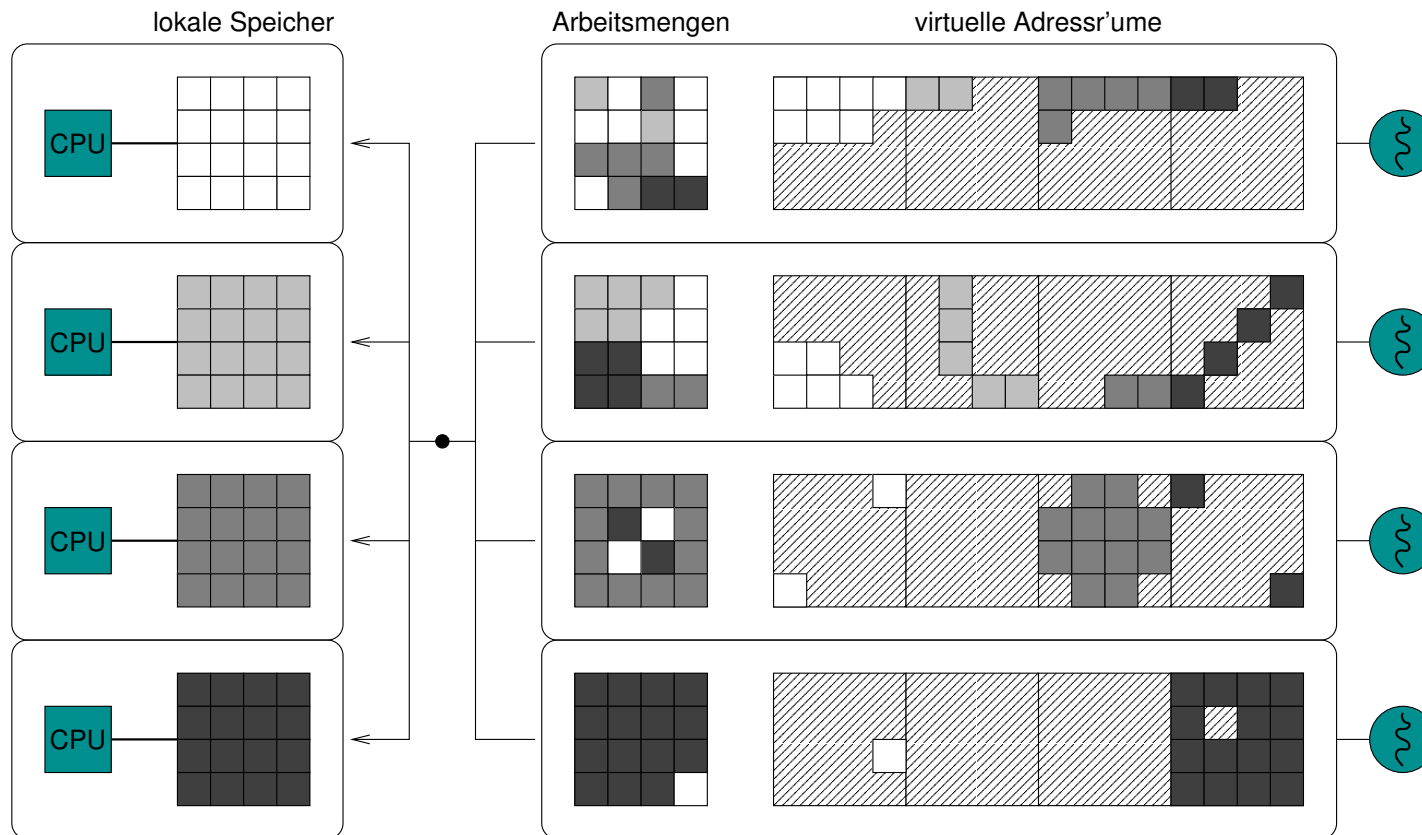 lokale Speicher
Arbeitsmengen
virtuelle Adressr'ume
CPU
CPU
CPU
CPU